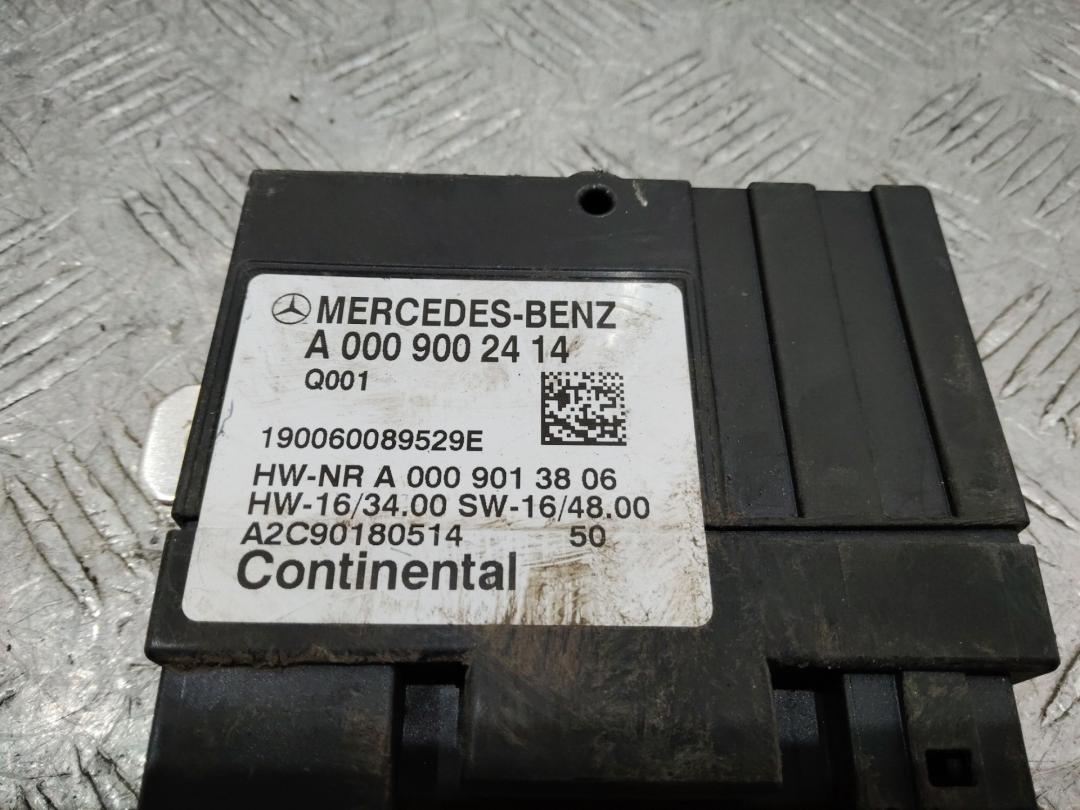 MERCEDES-BENZ
A 000 900 24 14
Q001
190060089529E
HW-NR A 000 901 38 06
HW-16/34.00 SW-16/48.00
A2C90180514 50
Continental